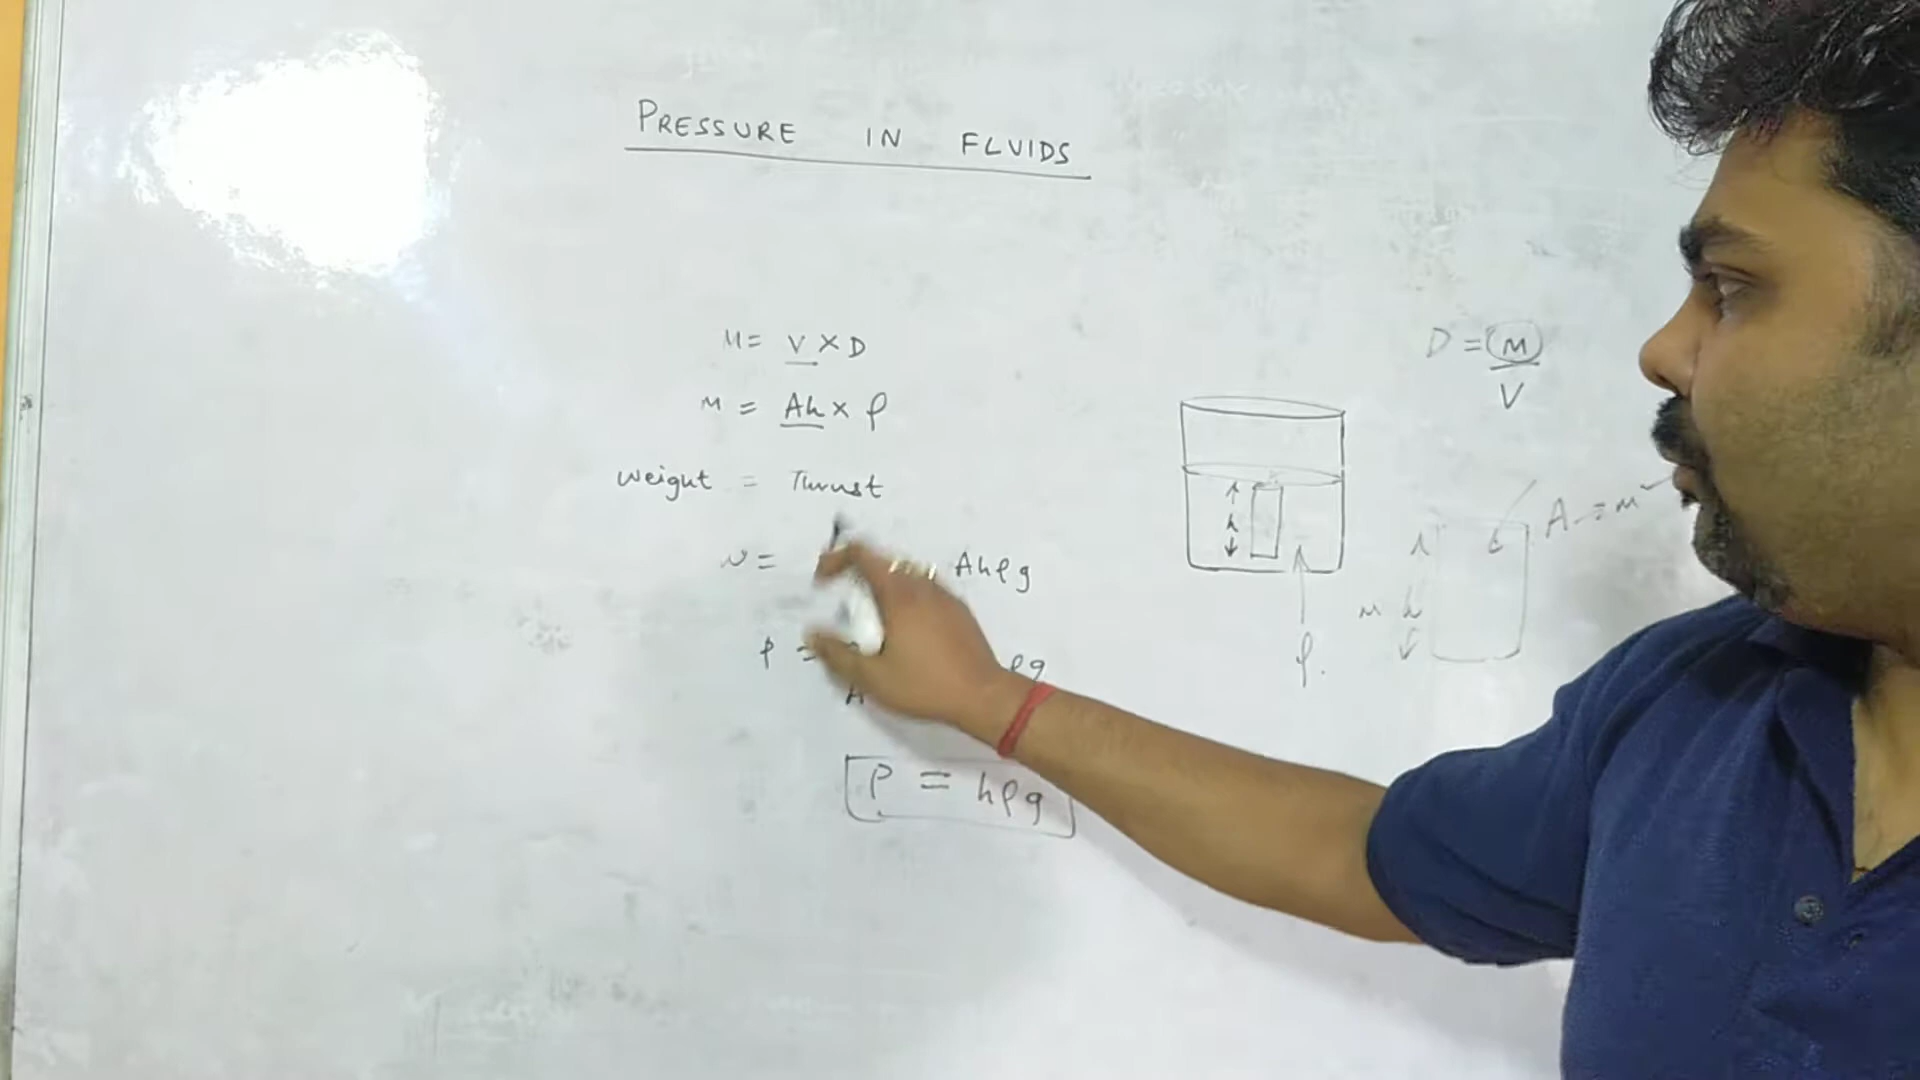 PRESSURE IN FLUIDS
M = V × D
M = Ah × ρ
Weight = Thrust
W = Ahρg
P =
A
ρg
P = hρg
D = M
V
h
ρ.
A = m
M h